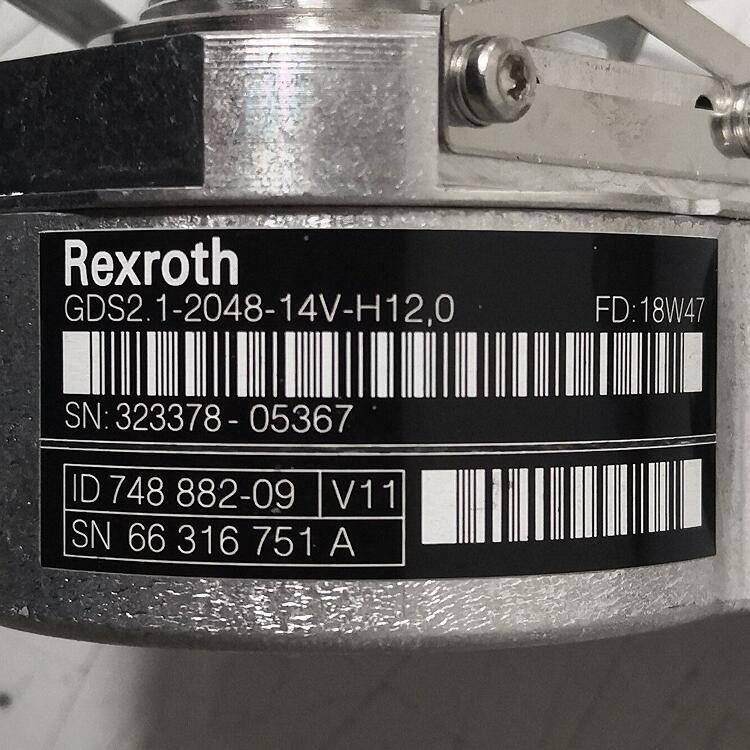 Rexroth
GDS2.1-2048-14V-H12,0 FD:18W47
SN: 323378 - 05367
ID 748 882-09 V11
SN 66 316 751 A